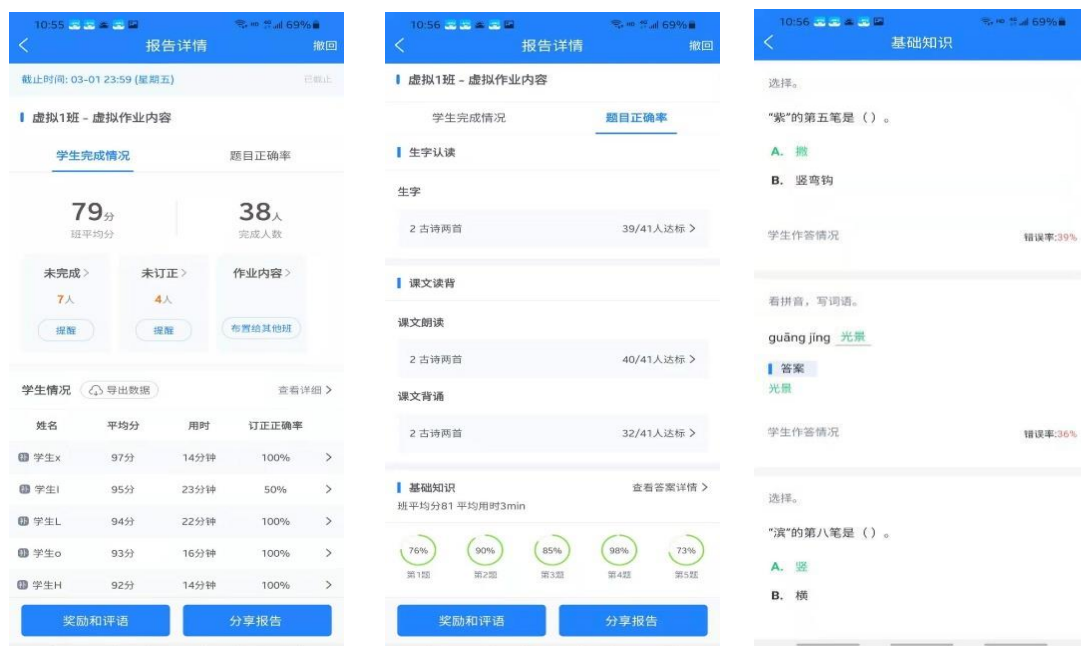 10:55 69%
报告详情 撤回
截止时间: 03-01 23:59 (星期五) 已截止
虚拟1班 – 虚拟作业内容
学生完成情况 题目正确率
79分 38人
班平均分 完成人数
未完成> 未订正> 作业内容>
7人 4人
提醒 提醒 布置给其他班
学生情况 导出数据 查看详细 >
姓名 平均分 用时 订正正确率
学生x 97分 14分钟 100% >
学生I 95分 23分钟 50% >
学生L 94分 22分钟 100% >
学生o 93分 16分钟 100% >
学生H 92分 14分钟 100% >
奖励和评语 分享报告
10:56 69%
报告详情 撤回
虚拟1班 – 虚拟作业内容
学生完成情况 题目正确率
生字认读
生字
2 古诗两首 39/41人达标 >
课文读背
课文朗读
2 古诗两首 40/41人达标 >
课文背诵
2 古诗两首 32/41人达标 >
基础知识 查看答案详情 >
班平均分81 平均用时3min
76% 90% 85% 98% 73%
第1题 第2题 第3题 第4题 第5题
奖励和评语 分享报告
10:56 69%
基础知识
选择。
“紫”的第五笔是（ ）。
A. 撇
B. 竖弯钩
学生作答情况 错误率:39%
看拼音，写词语。
guāng jǐng 光景
答案
光景
学生作答情况 错误率:36%
选择。
“滨”的第八笔是（ ）。
A. 竖
B. 横